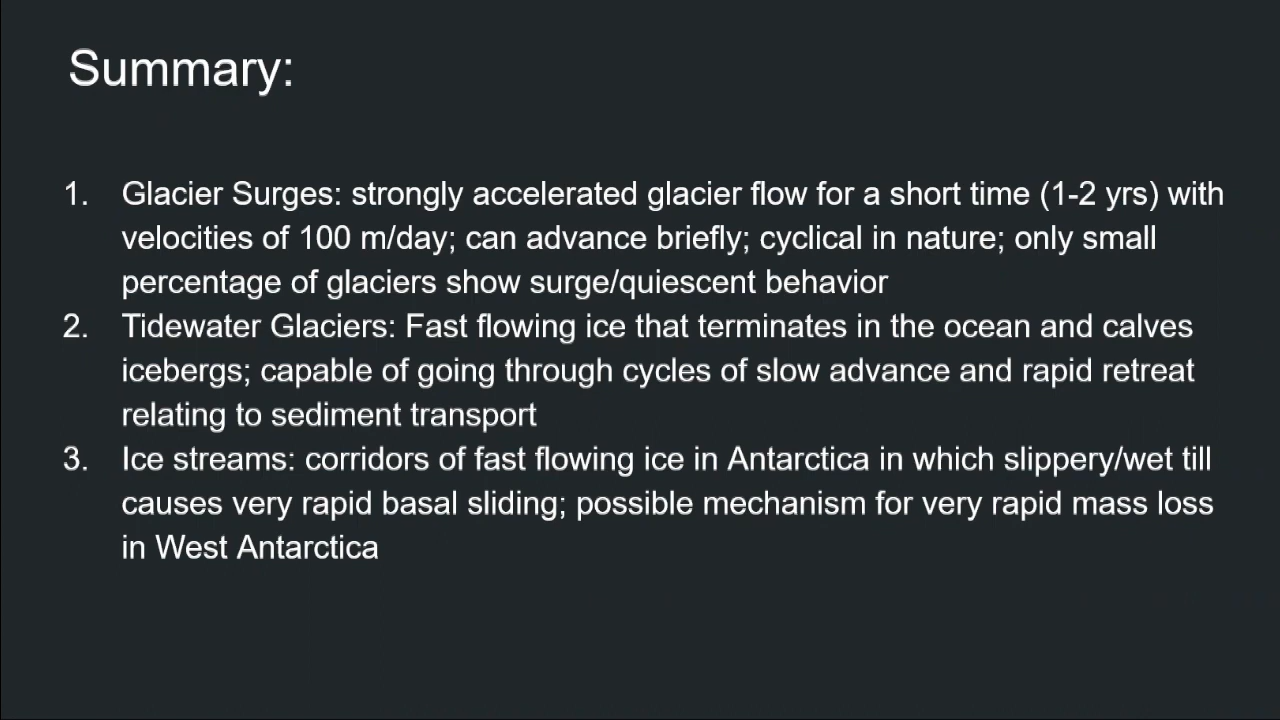 Summary:
1. Glacier Surges: strongly accelerated glacier flow for a short time (1-2 yrs) with
velocities of 100 m/day; can advance briefly; cyclical in nature; only small
percentage of glaciers show surge/quiescent behavior
2. Tidewater Glaciers: Fast flowing ice that terminates in the ocean and calves
icebergs; capable of going through cycles of slow advance and rapid retreat
relating to sediment transport
3. Ice streams: corridors of fast flowing ice in Antarctica in which slippery/wet till
causes very rapid basal sliding; possible mechanism for very rapid mass loss
in West Antarctica